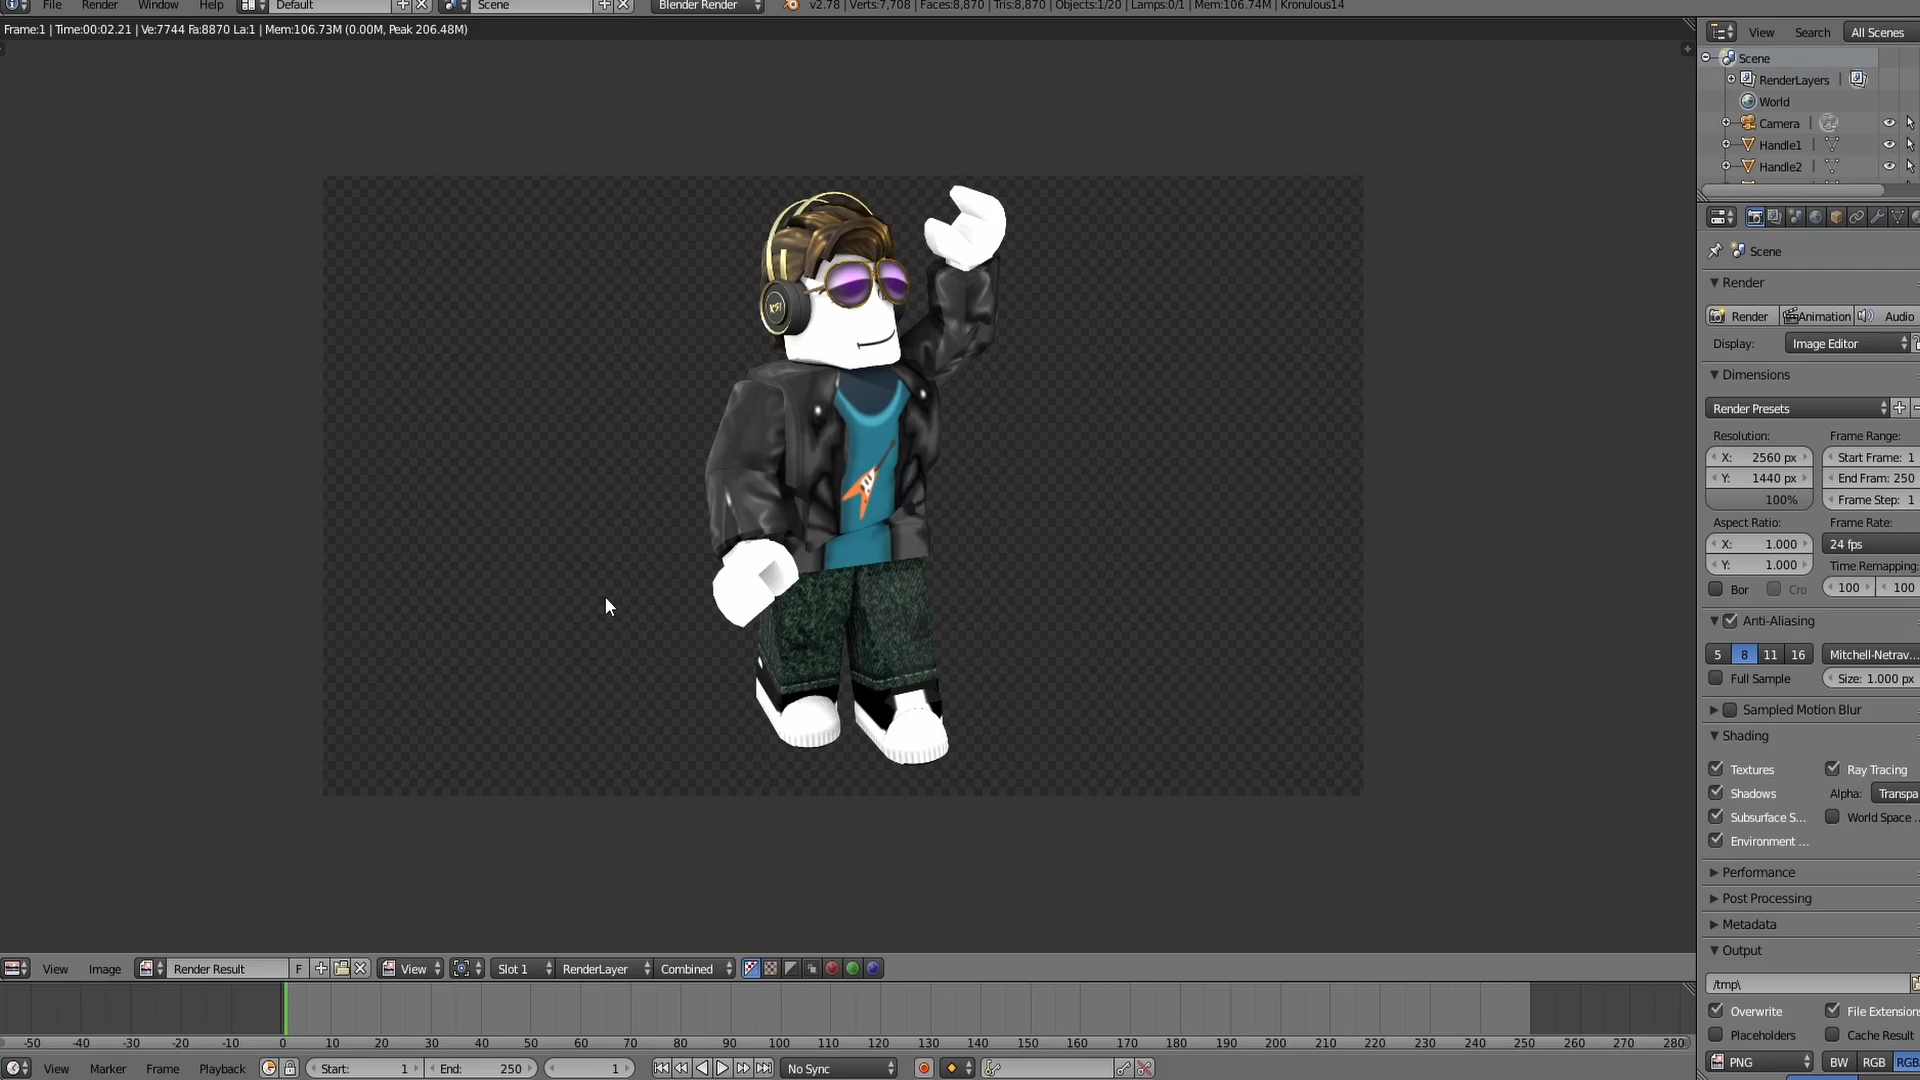 File Render Window Help Default Scene Blender Render v2.78 | Verts:7,708 | Faces:8,870 | Tris:8,870 | Objects:1/20 | Lamps:0/1 | Mem:106.74M | Kronulous14
Frame:1 | Time:00:02.21 | Ve:7744 Fa:8870 La:1 | Mem:106.73M (0.00M, Peak 206.48M)
View Search All Scenes
Scene
RenderLayers |
World
Camera |
Handle1 |
Handle2 |
Scene
Render
Render Animation Audio
Display: Image Editor
Dimensions
Render Presets
Resolution: Frame Range:
X: 2560 px Start Frame: 1
Y: 1440 px End Fram: 250
100% Frame Step: 1
Aspect Ratio: Frame Rate:
X: 1.000 24 fps
Y: 1.000 Time Remapping:
Bor Cro 100 100
Anti-Aliasing
5 8 11 16 Mitchell-Netrav...
Full Sample Size: 1.000 px
Sampled Motion Blur
Shading
Textures Ray Tracing
Shadows Alpha: Transpa
Subsurface S... World Space ..
Environment ...
Performance
Post Processing
Metadata
Output
/tmp\
Overwrite File Extensions
Placeholders Cache Result
PNG BW RGB RGB
View Image Render Result F View Slot 1 RenderLayer Combined
-50 -40 -30 -20 -10 0 10 20 30 40 50 60 70 80 90 100 110 120 130 140 150 160 170 180 190 200 210 220 230 240 250 260 270 280
View Marker Frame Playback Start: 1 End: 250 1 No Sync